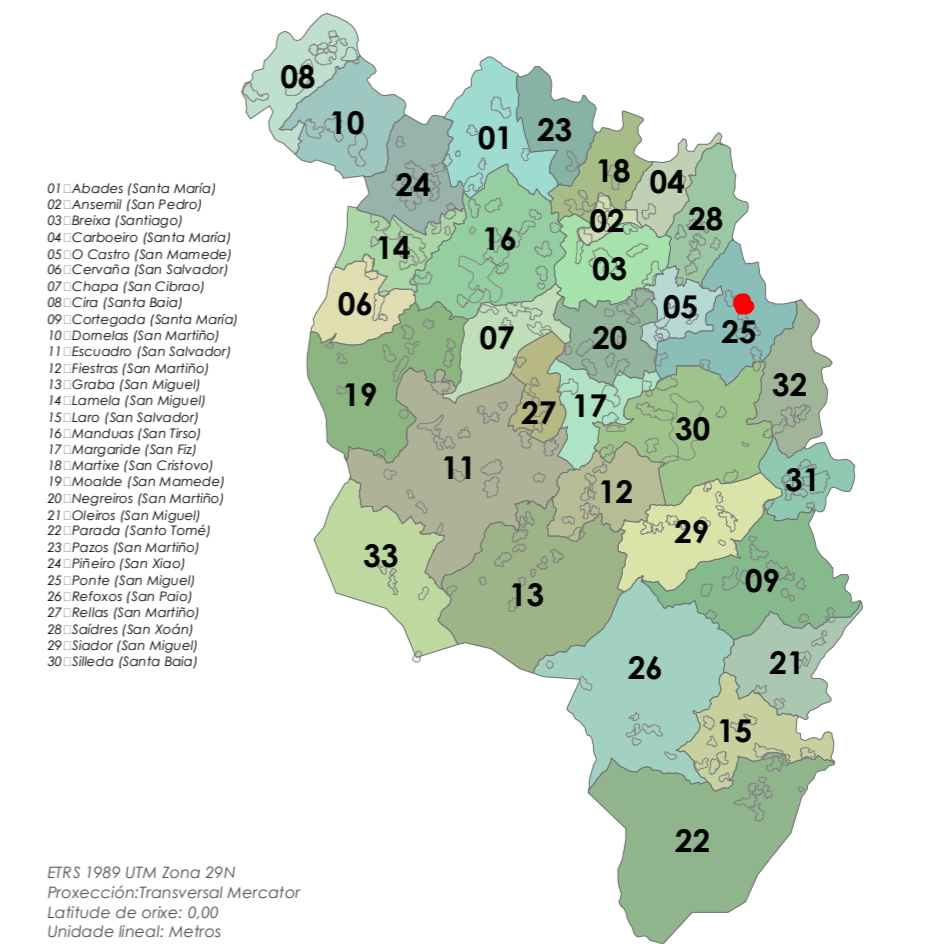 01□Abades (Santa María)
02□Ansemil (San Pedro)
03□Breixa (Santiago)
04□Carboeiro (Santa María)
05□O Castro (San Mamede)
06□Cervaña (San Salvador)
07□Chapa (San Cibrao)
08□Cira (Santa Baia)
09□Cortegada (Santa María)
10□Dornelas (San Martiño)
11□Escuadro (San Salvador)
12□Fiestras (San Martiño)
13□Graba (San Miguel)
14□Lamela (San Miguel)
15□Laro (San Salvador)
16□Manduas (San Tirso)
17□Margaride (San Fiz)
18□Martixe (San Cristovo)
19□Moalde (San Mamede)
20□Negreiros (San Martiño)
21□Oleiros (San Miguel)
22□Parada (Santo Tomé)
23□Pazos (San Martiño)
24□Piñeiro (San Xiao)
25□Ponte (San Miguel)
26□Refoxos (San Paio)
27□Rellas (San Martiño)
28□Saídres (San Xoán)
29□Siador (San Miguel)
30□Silleda (Santa Baia)
08
10
01
23
24
18
04
02
28
14
16
03
06
05
07
20
25
19
27
17
32
30
11
12
31
29
33
13
09
26
21
15
22
ETRS 1989 UTM Zona 29N
Proxección:Transversal Mercator
Latitude de orixe: 0,00
Unidade lineal: Metros